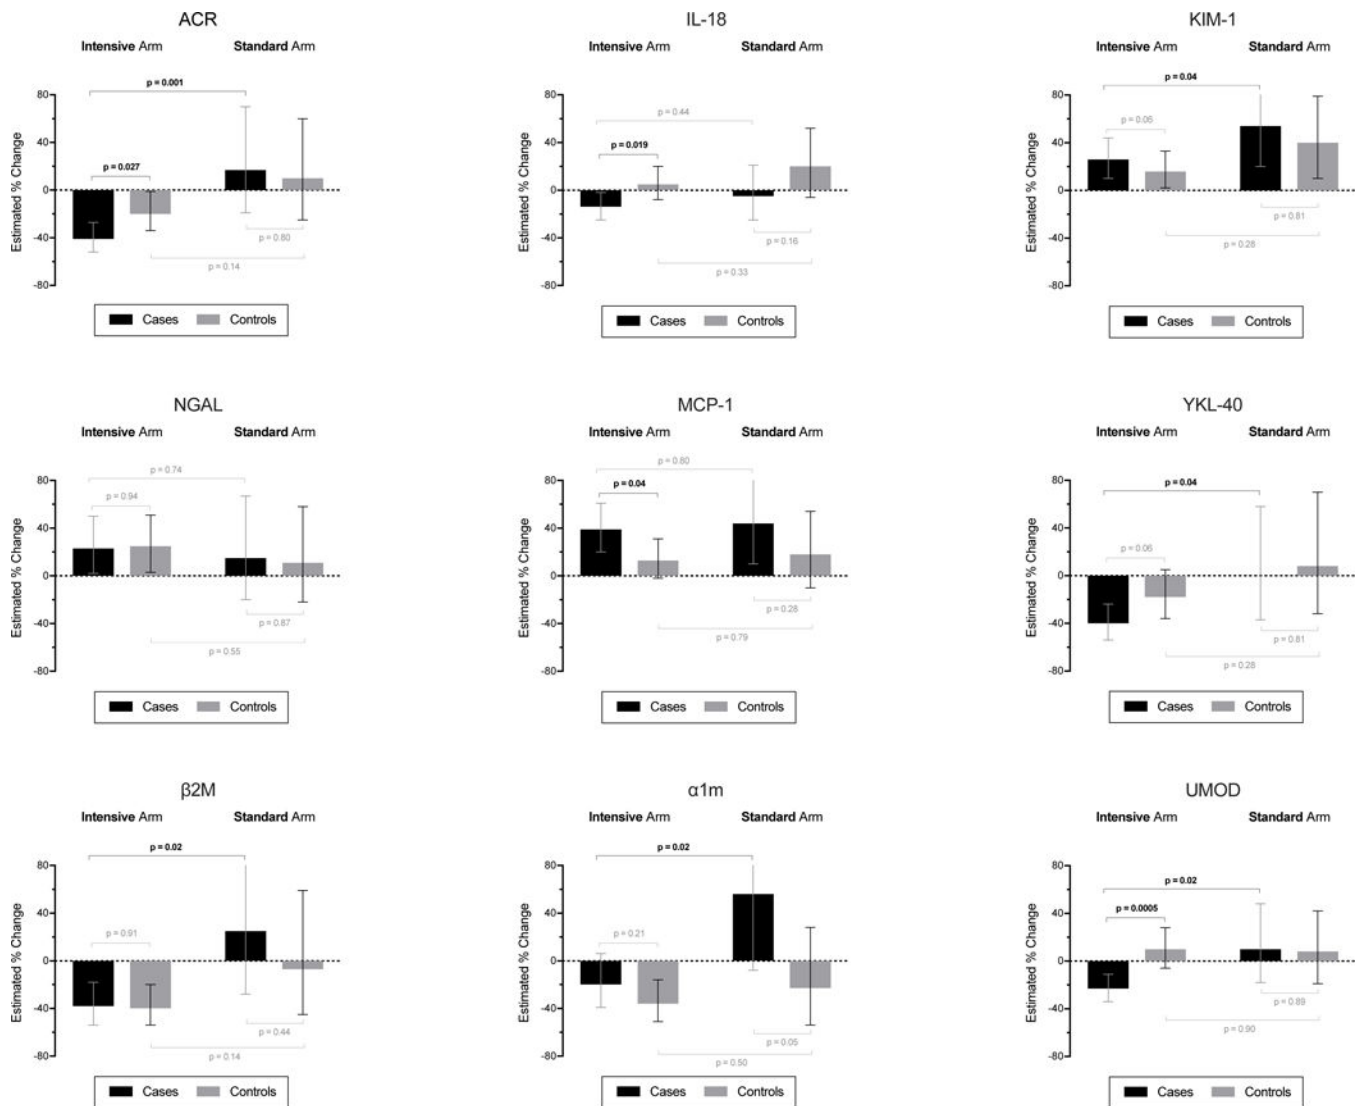 ACR
Intensive Arm Standard Arm
p = 0.001
80
p = 0.027
40
Estimated % Change
0
-40
p = 0.80
p = 0.14
-80
Cases Controls
IL-18
Intensive Arm Standard Arm
80
p = 0.44
p = 0.019
40
Estimated % Change
0
-40
p = 0.16
p = 0.33
-80
Cases Controls
KIM-1
Intensive Arm Standard Arm
p = 0.04
80
p = 0.05
40
Estimated % Change
0
p = 0.81
-40
p = 0.28
-80
Cases Controls
NGAL
Intensive Arm Standard Arm
p = 0.74
80
p = 0.94
40
Estimated % Change
0
-40
p = 0.87
p = 0.55
-80
Cases Controls
MCP-1
Intensive Arm Standard Arm
p = 0.80
80
p = 0.04
40
Estimated % Change
0
p = 0.28
-40
p = 0.79
-80
Cases Controls
YKL-40
Intensive Arm Standard Arm
80
p = 0.04
40
p = 0.06
Estimated % Change
0
-40
p = 0.81
p = 0.28
-80
Cases Controls
β2M
Intensive Arm Standard Arm
p = 0.02
80
40
p = 0.91
Estimated % Change
0
-40
p = 0.44
p = 0.14
-80
Cases Controls
α1m
Intensive Arm Standard Arm
p = 0.02
80
40
p = 0.21
Estimated % Change
0
-40
p = 0.05
p = 0.50
-80
Cases Controls
UMOD
Intensive Arm Standard Arm
80
p = 0.02
p = 0.0005
40
Estimated % Change
0
p = 0.89
-40
p = 0.90
-80
Cases Controls